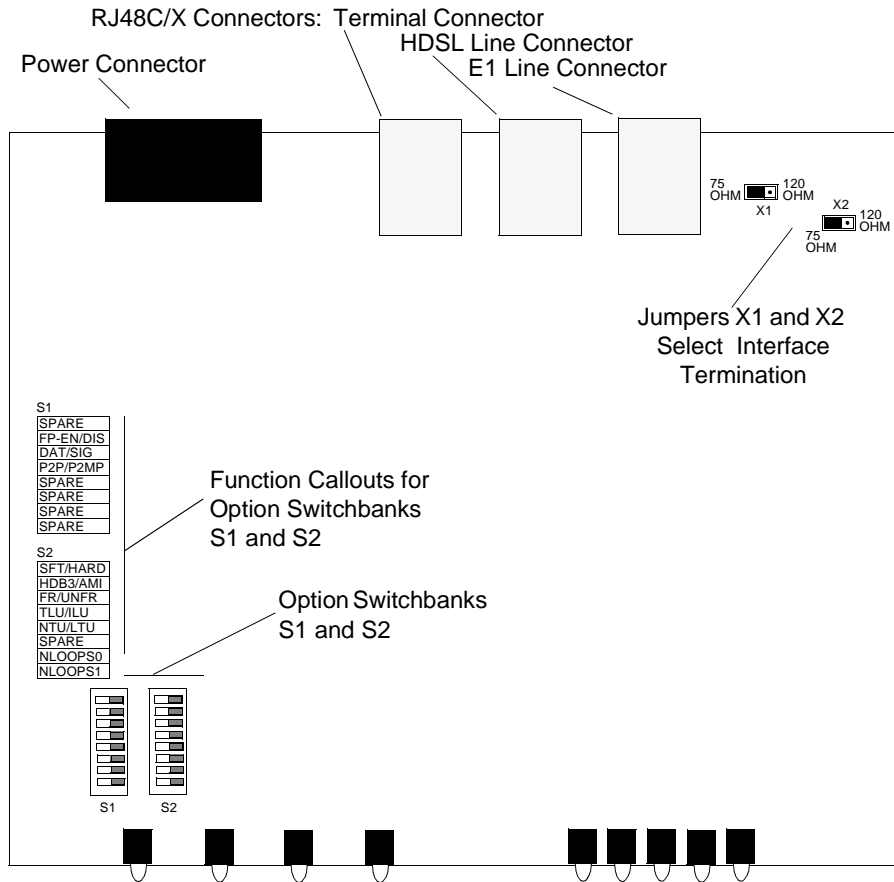 RJ48C/X Connectors: Terminal Connector
HDSL Line Connector
E1 Line Connector
Power Connector
75
OHM
120
OHM
X1
X2
120
OHM
75
OHM
Jumpers X1 and X2
Select Interface
Termination
S1
SPARE
FP-EN/DIS
DAT/SIG
P2P/P2MP
SPARE
SPARE
SPARE
SPARE
Function Callouts for
Option Switchbanks
S1 and S2
S2
SFT/HARD
HDB3/AMI
FR/UNFR
TLU/ILU
NTU/LTU
SPARE
NLOOPS0
NLOOPS1
Option Switchbanks
S1 and S2
S1
S2